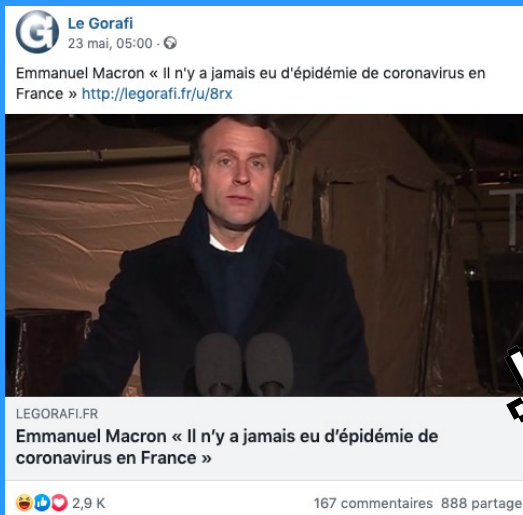 Le Gorafi
23 mai, 05:00 ·
Emmanuel Macron « Il n'y a jamais eu d'épidémie de coronavirus en
France » http://legorafi.fr/u/8rx
LEGORAFI.FR
Emmanuel Macron « Il n’y a jamais eu d’épidémie de
coronavirus en France »
2,9 K
167 commentaires 888 partage